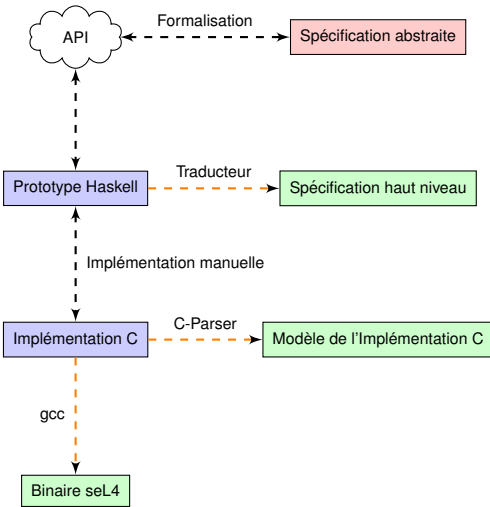 Formalisation
API
Spécification abstraite
Traducteur
Prototype Haskell
Spécification haut niveau
Implémentation manuelle
C-Parser
Implémentation C
Modèle de l'Implémentation C
gcc
Binaire seL4